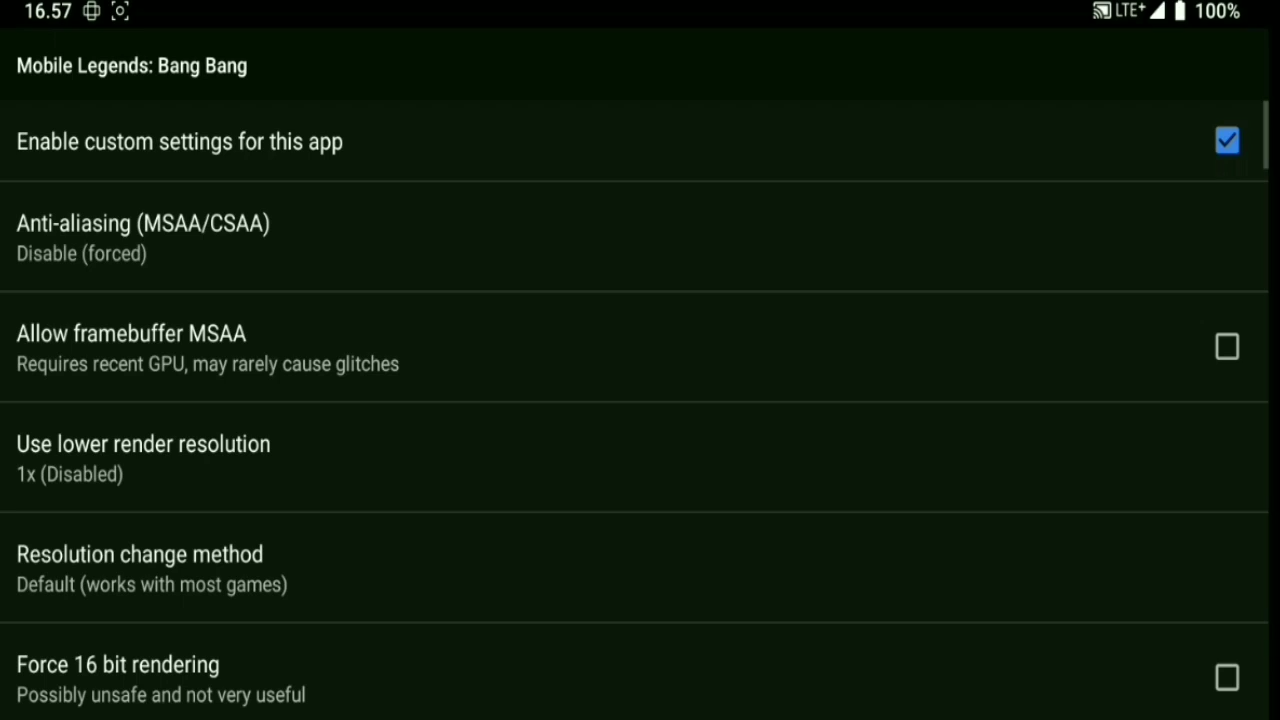 16.57 LTE+ 100%
Mobile Legends: Bang Bang
Enable custom settings for this app
Anti-aliasing (MSAA/CSAA)
Disable (forced)
Allow framebuffer MSAA
Requires recent GPU, may rarely cause glitches
Use lower render resolution
1x (Disabled)
Resolution change method
Default (works with most games)
Force 16 bit rendering
Possibly unsafe and not very useful